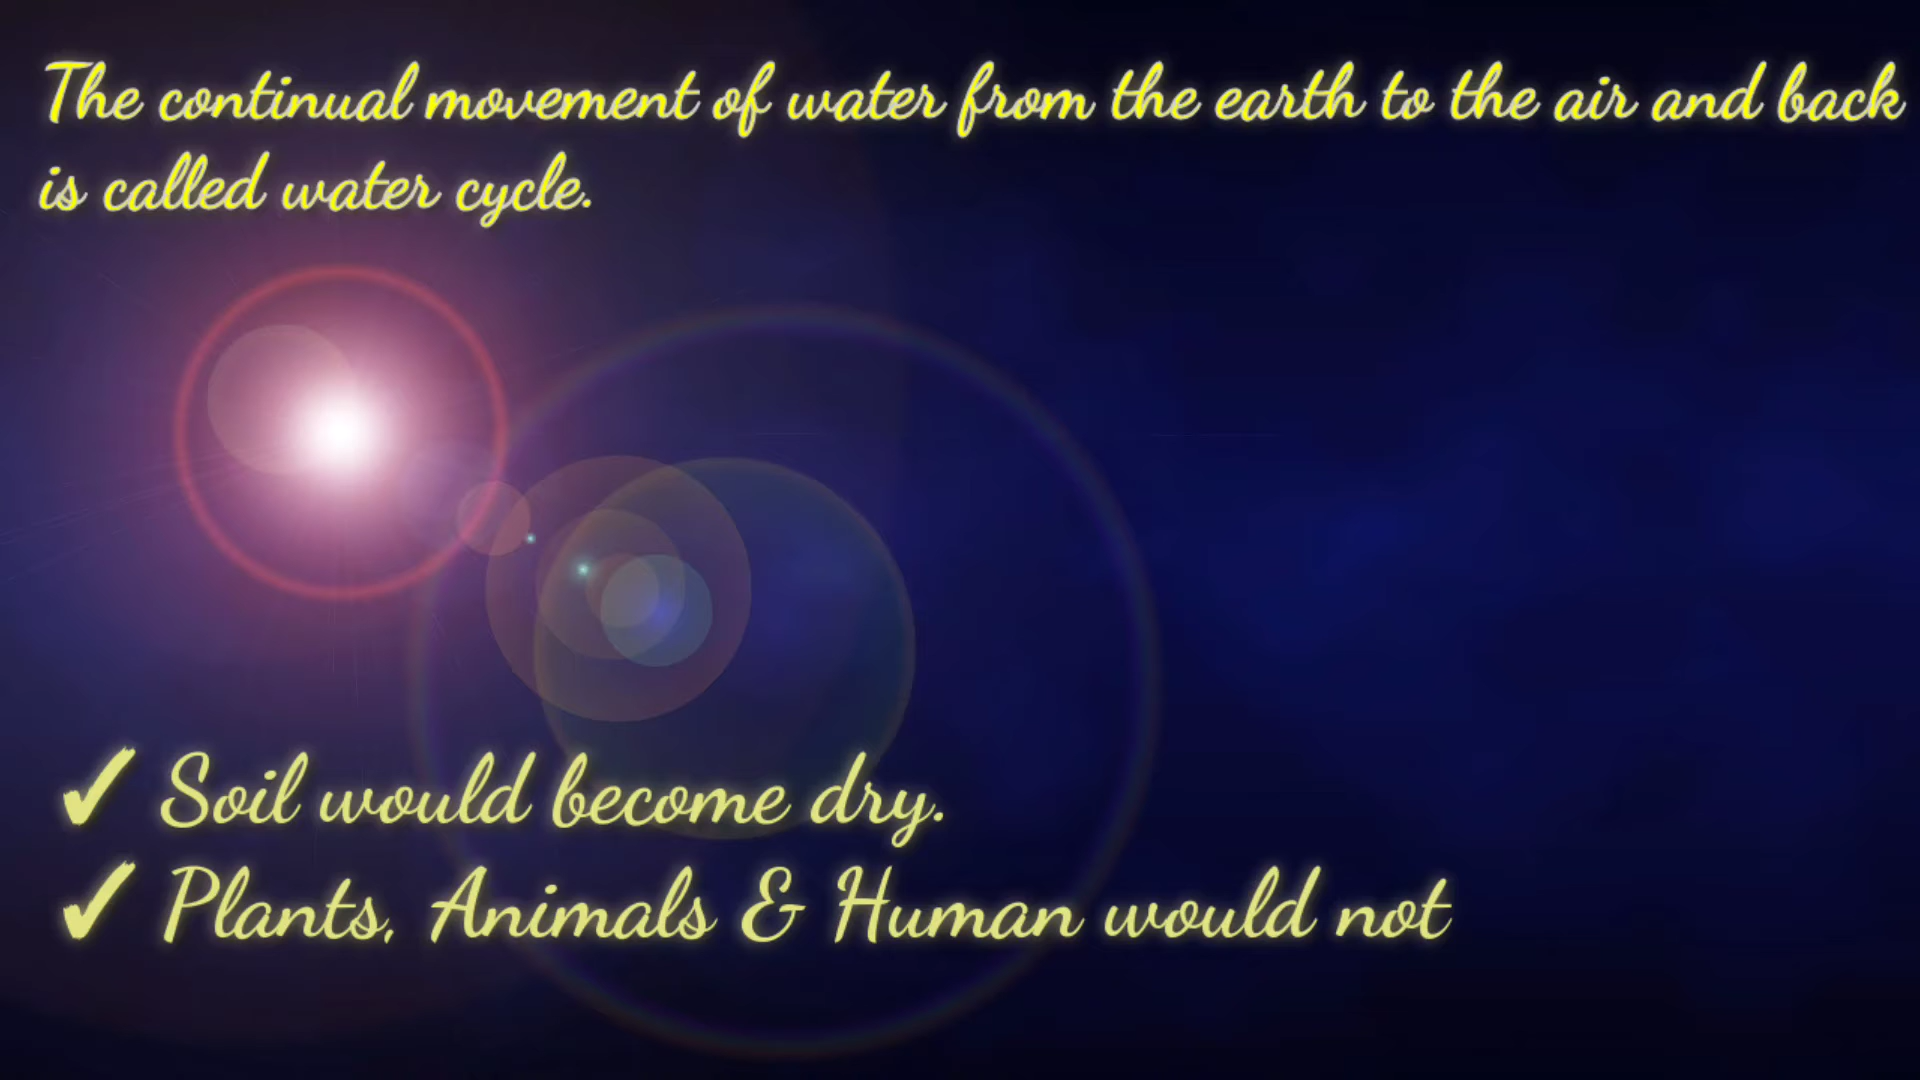 The continual movement of water from the earth to the air and back
is called water cycle.
✔ Soil would become dry.
✔ Plants, Animals & Human would not